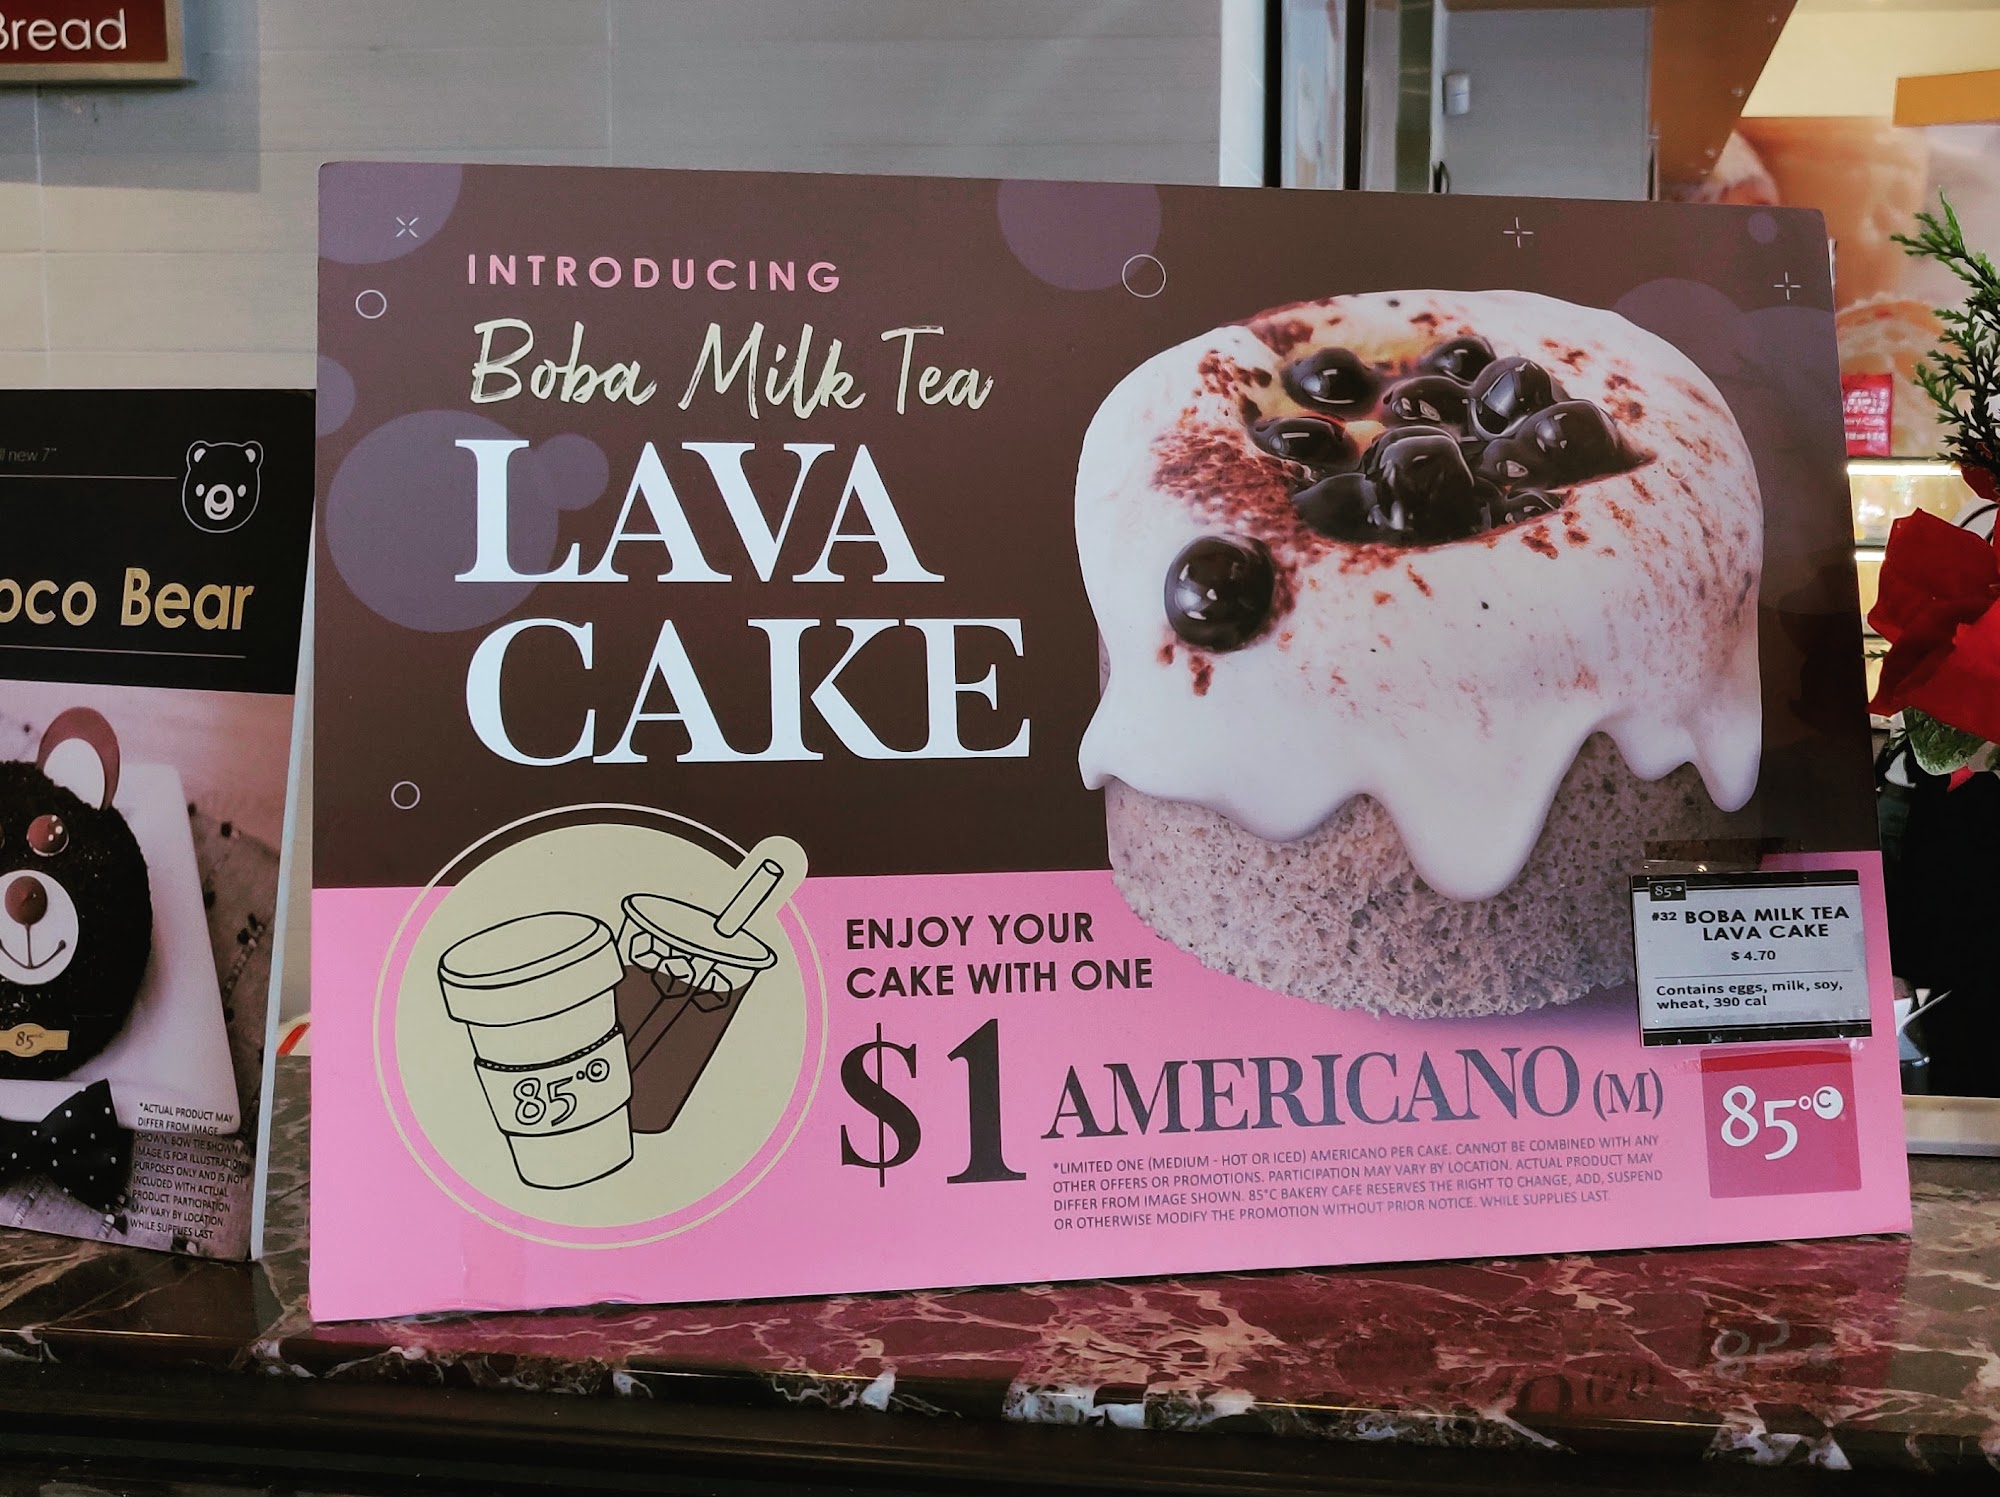 Bread
new 7"
oco Bear
85°C
*ACTUAL PRODUCT MAY
DIFFER FROM IMAGE
SHOWN. BOW TIE SHOWN
IMAGE IS FOR ILLUSTRATION
PURPOSES ONLY AND IS NOT
INCLUDED WITH ACTUAL
PRODUCT. PARTICIPATION
MAY VARY BY LOCATION.
WHILE SUPPLIES LAST.
INTRODUCING
Boba Milk Tea
LAVA
CAKE
85°C
ENJOY YOUR
CAKE WITH ONE
$1 AMERICANO (M)
*LIMITED ONE (MEDIUM - HOT OR ICED) AMERICANO PER CAKE. CANNOT BE COMBINED WITH ANY
OTHER OFFERS OR PROMOTIONS. PARTICIPATION MAY VARY BY LOCATION. ACTUAL PRODUCT MAY
DIFFER FROM IMAGE SHOWN. 85°C BAKERY CAFE RESERVES THE RIGHT TO CHANGE, ADD, SUSPEND
OR OTHERWISE MODIFY THE PROMOTION WITHOUT PRIOR NOTICE. WHILE SUPPLIES LAST.
85°C
#32 BOBA MILK TEA
LAVA CAKE
$ 4.70
Contains eggs, milk, soy,
wheat, 390 cal
85°C